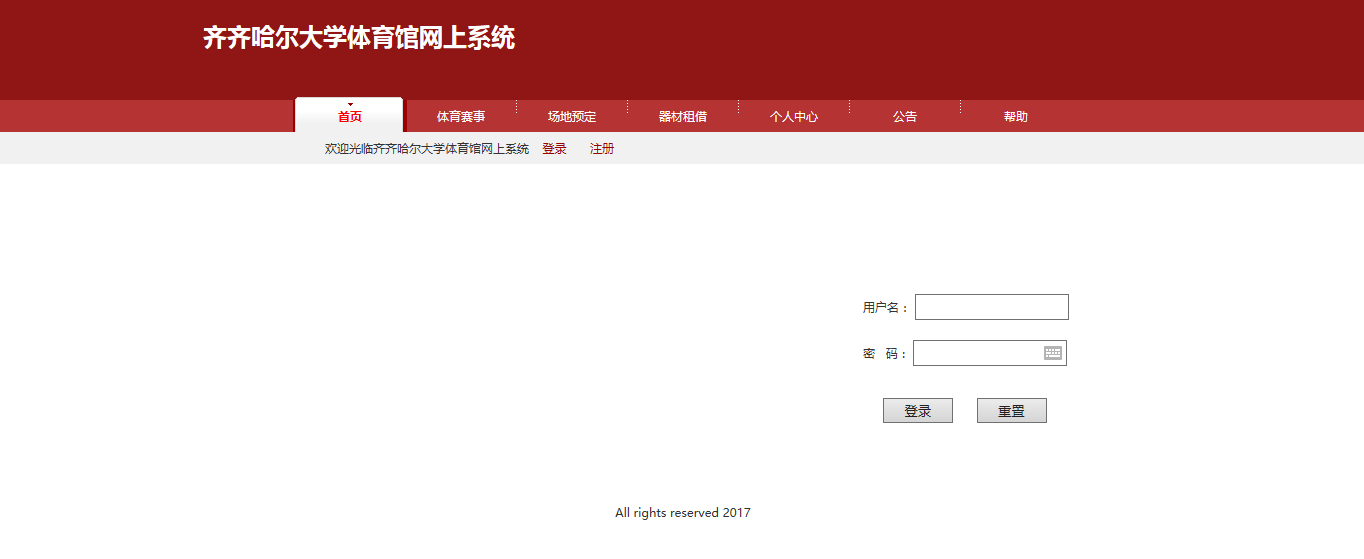 齐齐哈尔大学体育馆网上系统
首页 体育赛事 场地预定 器材租借 个人中心 公告 帮助
欢迎光临齐齐哈尔大学体育馆网上系统 登录 注册
用户名：
密 码：
登录 重置
All rights reserved 2017